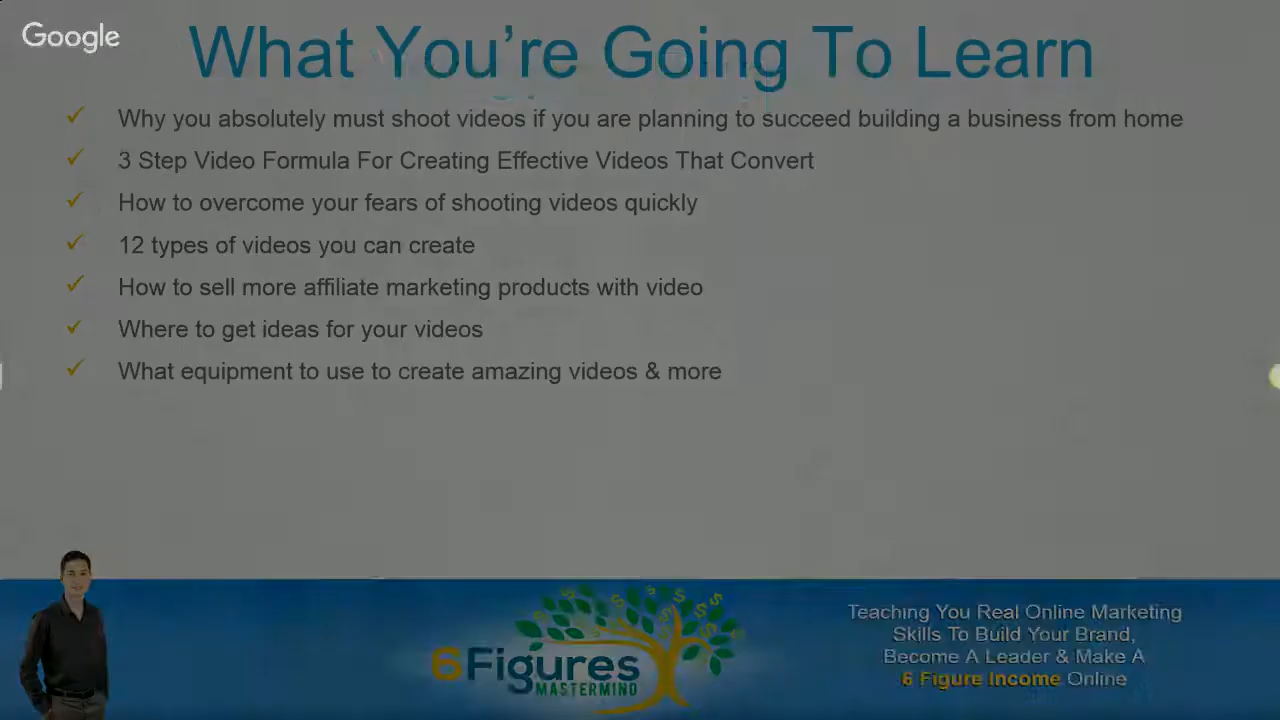 Google
What You’re Going To Learn
Why you absolutely must shoot videos if you are planning to succeed building a business from home
3 Step Video Formula For Creating Effective Videos That Convert
How to overcome your fears of shooting videos quickly
12 types of videos you can create
How to sell more affiliate marketing products with video
Where to get ideas for your videos
What equipment to use to create amazing videos & more
6Figures
MASTERMIND
Teaching You Real Online Marketing
Skills To Build Your Brand,
Become A Leader & Make A
6 Figure Income Online